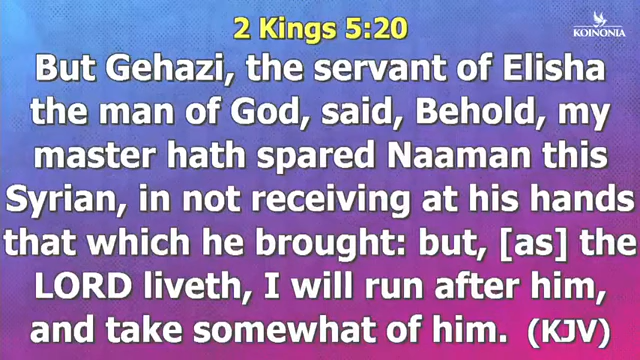 2 Kings 5:20
KOINONIA
But Gehazi, the servant of Elisha
the man of God, said, Behold, my
master hath spared Naaman this
Syrian, in not receiving at his hands
that which he brought: but, [as] the
LORD liveth, I will run after him,
and take somewhat of him. (KJV)